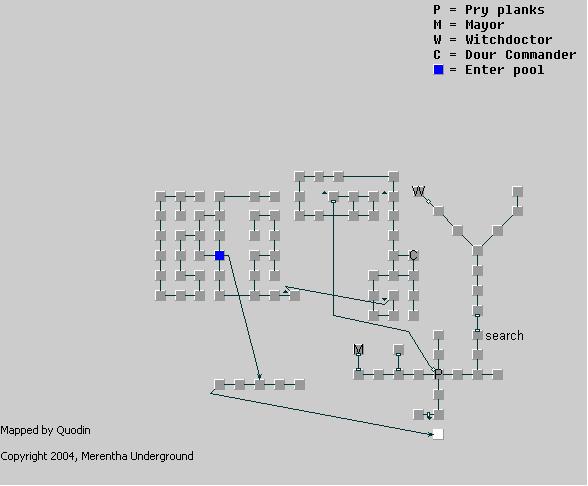 P = Pry planks
M = Mayor
W = Witchdoctor
C = Dour Commander
= Enter pool
W
C
search
M
P
Mapped by Quodin
Copyright 2004, Merentha Underground